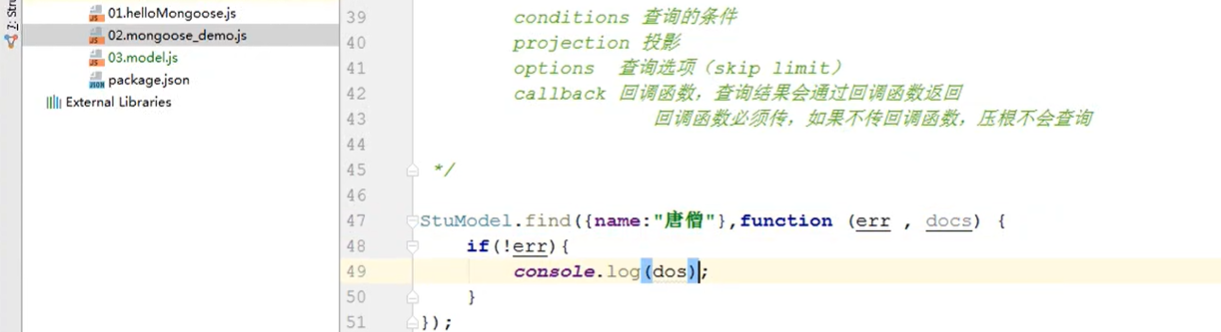 7: Stru
01.helloMongoose.js
02.mongoose_demo.js
03.model.js
package.json
External Libraries
39 conditions 查询的条件
40 projection 投影
41 options 查询选项（skip limit）
42 callback 回调函数，查询结果会通过回调函数返回
43 回调函数必须传，如果不传回调函数，压根不会查询
44
45 */
46
47 StuModel.find({name:"唐僧"},function (err , docs) {
48 if(!err){
49 console.log(dos);
50 }
51 });